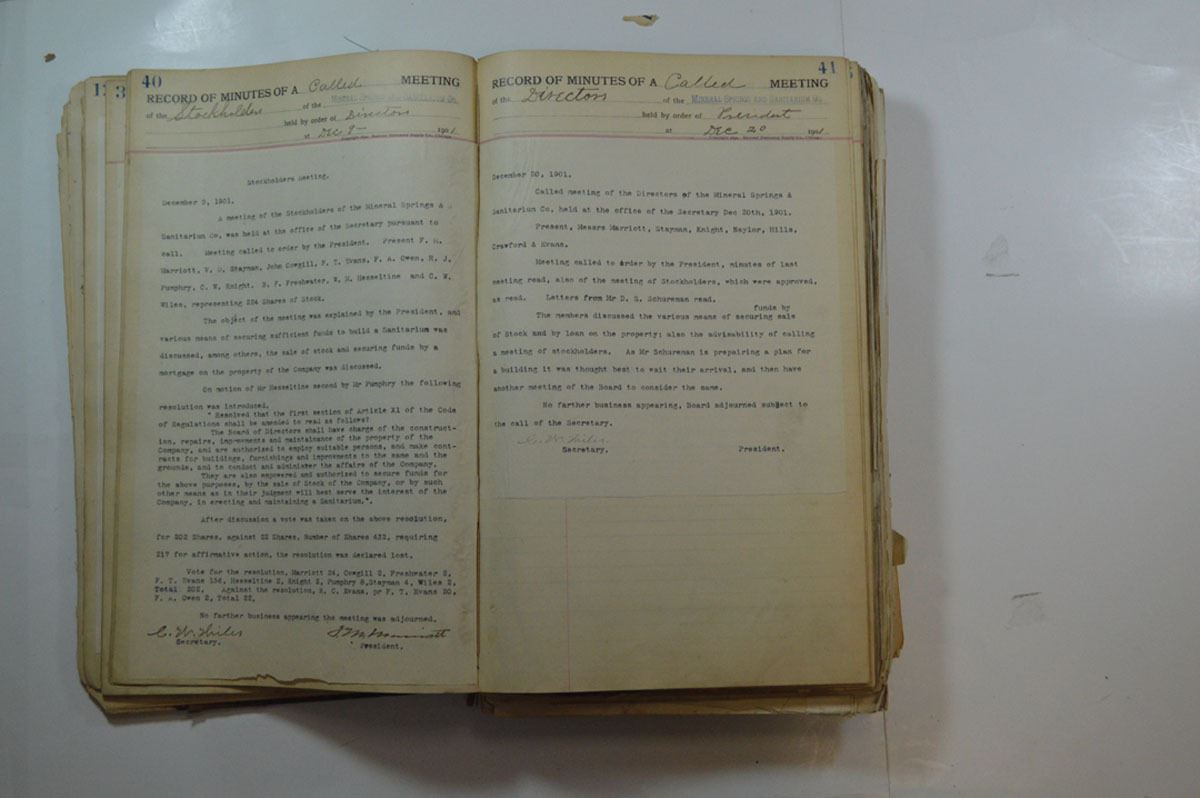 40
RECORD OF MINUTES OF A Called MEETING
of the Stockholders of the MINERAL SPRINGS AND SANITARIUM CO.
held by order of Directors
at Dec 9 1901.
Stockholders Meeting.
December 9, 1901.
A meeting of the Stockholders of the Mineral Springs &
Sanitarium Co, was held at the office of the Secretary pursuant to
call. Meeting called to order by the President. Present F. M.
Marriott, V. D. Stayman, John Cowgill, F. T. Evans, F. A. Owen, R. J.
Pumphry, C. W. Knight. B. F. Freshwater, W. M. Hesseltine and C. W.
Wiles, representing 224 Shares of Stock.
The object of the meeting was explained by the President, and
various means of securing sufficient funds to build a Sanitarium was
discussed, among others, the sale of stock and securing funds by a
mortgage on the property of the Company was discussed.
On motion of Mr Hesseltine second by Mr Pumphry the following
resolution was introduced.
" Resolved that the first section of Article XI of the Code
of Regulations shall be amended to read as follows?
The Board of Directors shall have charge of the construct-
ion, repairs, improvments and maintainance of the property of the
Company, and are authorized to employ suitable persons, and make cont-
racts for buildings, furnishings and improvments to the same and the
grounds, and to conduct and administer the affairs of the Company.
They are also empowered and authorized to secure funds for
the above purposes, by the sale of Stock of the Company, or by such
other means as in their judgment will best serve the interest of the
Company, in erecting and maintaining a Sanitarium.".
After discussion a vote was taken on the above resolution,
for 202 Shares, against 22 Shares, Number of Shares 432, requiring
217 for affirmative action, the resolution was declared lost.
Vote for the resolution, Marriott 24, Cowgill 2, Freshwater 2,
F. T. Evans 156, Hesseltine 2, Knight 2, Pumphry 8, Stayman 4, Wiles 2,
Total 202. Against the resolution, E. C. Evans, pr F. T. Evans 20,
F. A. Owen 2, Total 22.
No farther business appearing the meeting was adjourned.
C. W. Wiles F. M. Marriott
Secretary. President.
41
RECORD OF MINUTES OF A Called MEETING
of the Directors of the MINERAL SPRINGS AND SANITARIUM CO.
held by order of President
at Dec 20 1901.
December 20, 1901.
Called meeting of the Directors of the Mineral Springs &
Sanitarium Co, held at the office of the Secretary Dec 20th, 1901.
Present, Messrs Marriott, Stayman, Knight, Naylor, Hills,
Crawford & Evans.
Meeting called to order by the President, minutes of last
meeting read, also of the meeting of Stockholders, which were approved,
as read. Letters from Mr D. S. Schureman read.
funds by
The members discussed the various means of securing sale
of Stock and by loan on the property; also the advisability of calling
a meeting of stockholders. As Mr Schureman is prepairing a plan for
a building it was thought best to wait their arrival, and then have
another meeting of the Board to consider the same.
No farther business appearing, Board adjourned subject to
the call of the Secretary.
C. W. Wiles
Secretary. President.